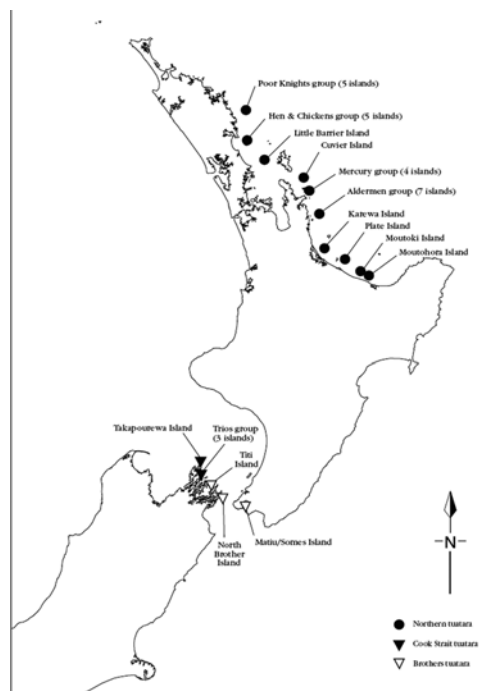 Poor Knights group (5 islands)
Hen & Chickens group (5 islands)
Little Barrier Island
Cuvier Island
Mercury group (4 islands)
Aldermen group (7 islands)
Karewa Island
Plate Island
Moutoki Island
Moutohora Island
Takapourewa Island
Trios group
(3 islands)
Titi
Island
North
Brother
Island
Matiu/Somes Island
N
Northern tuatara
Cook Strait tuatara
Brothers tuatara